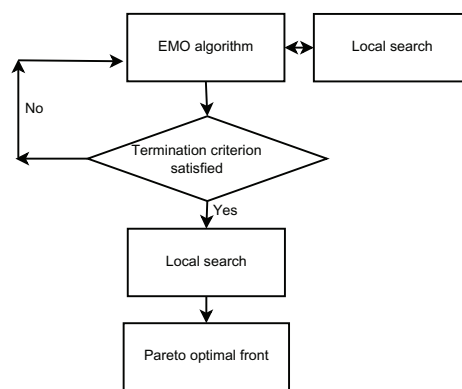 EMO algorithm
Local search
No
Termination criterion
satisfied
Yes
Local search
Pareto optimal front